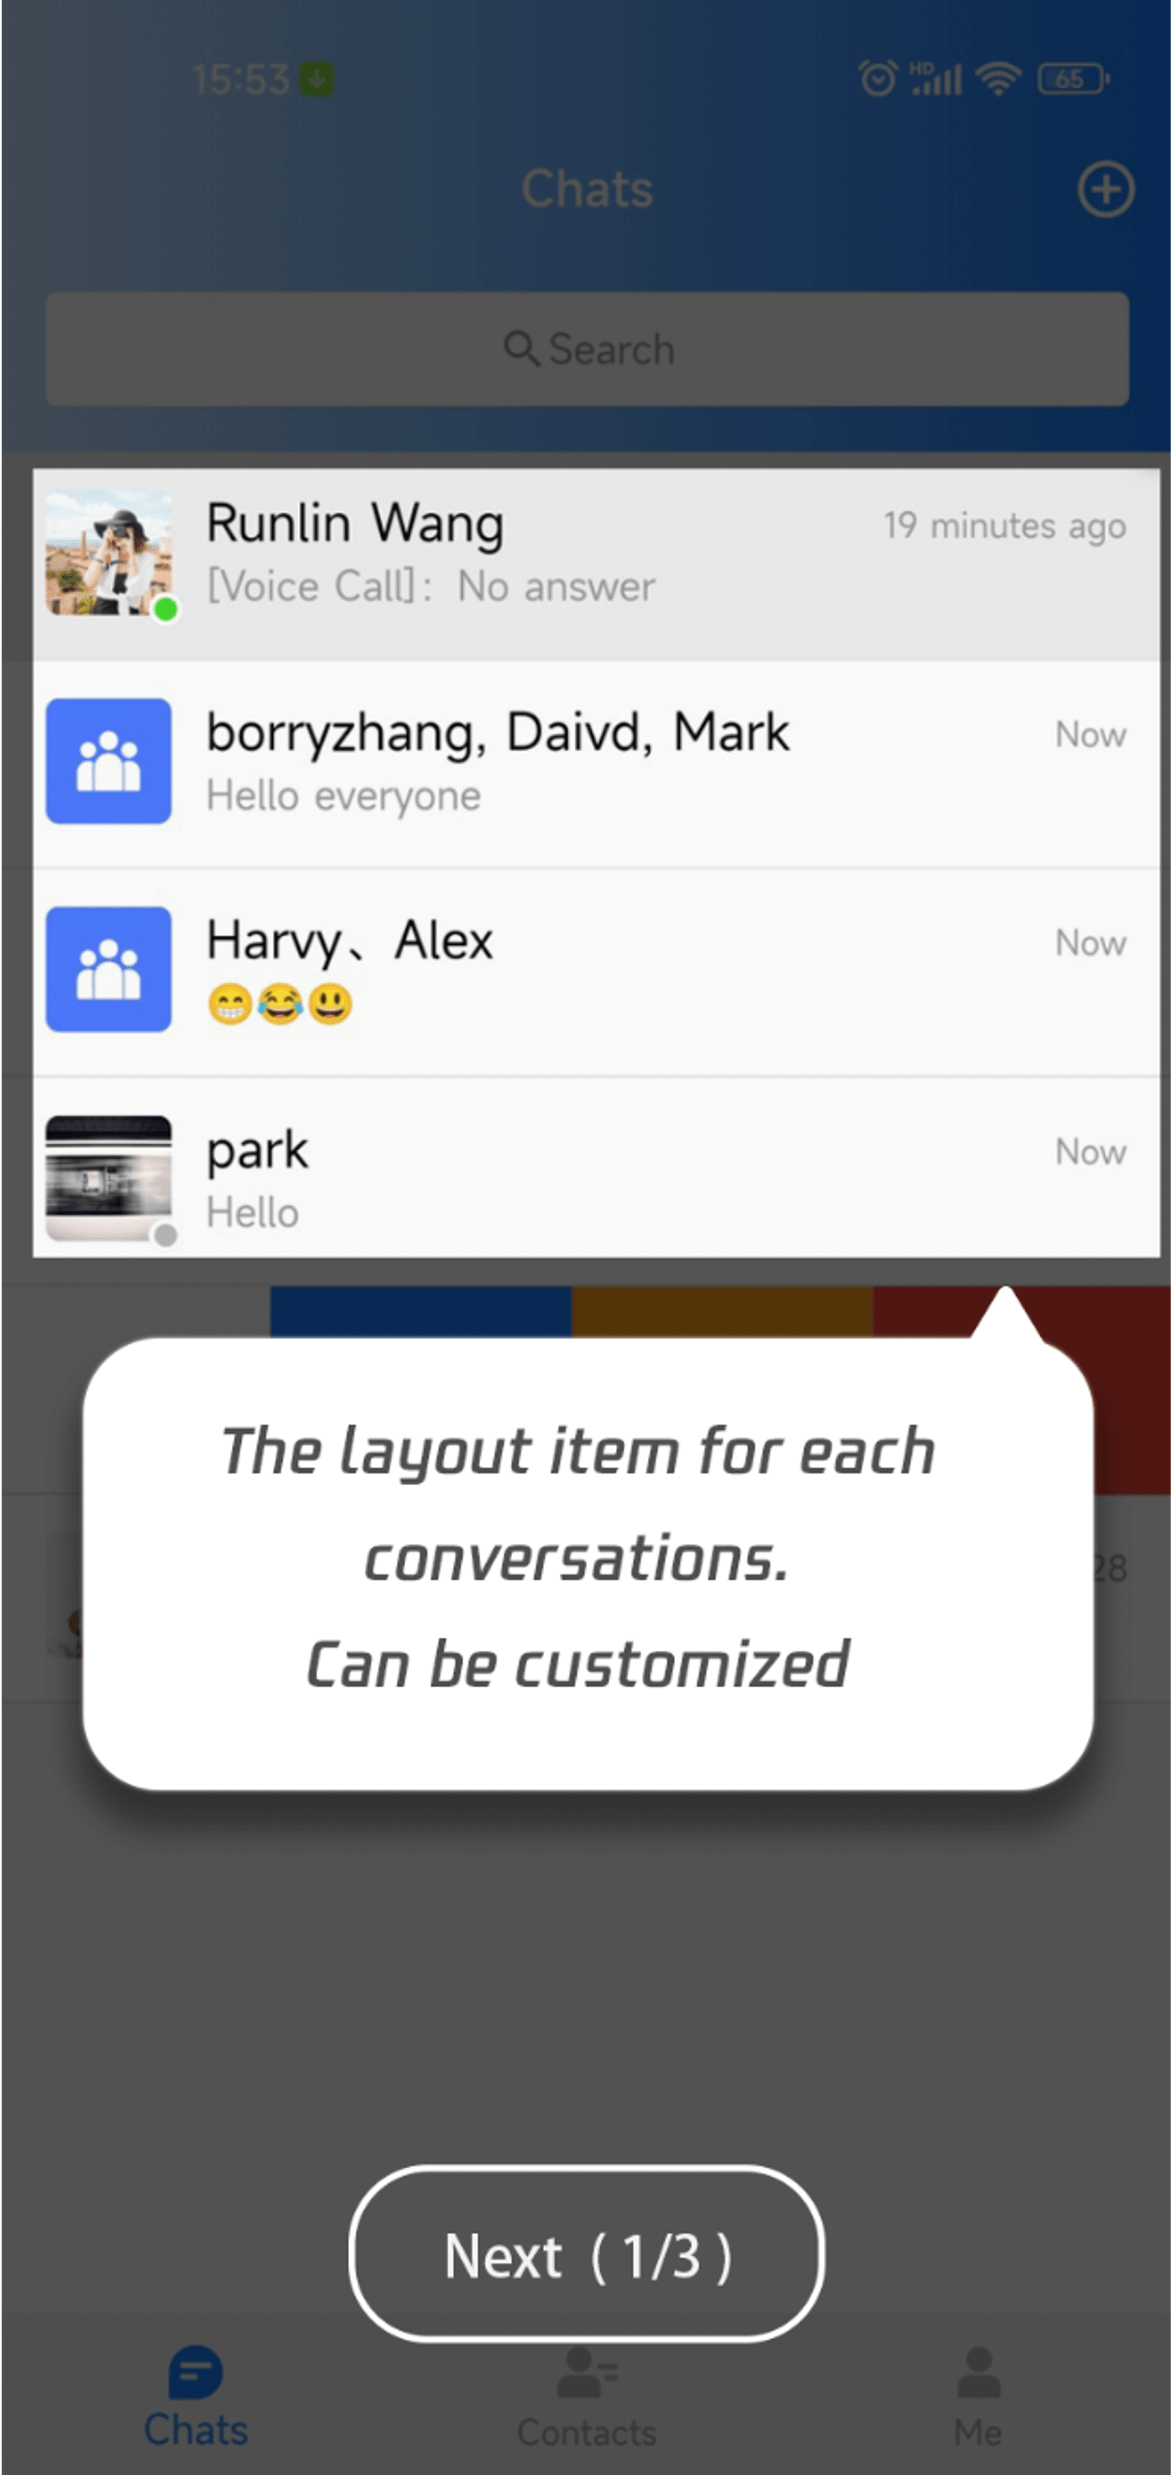 15:53
HD 65
Chats
Search
Runlin Wang 19 minutes ago
[Voice Call]: No answer
borryzhang, Daivd, Mark Now
Hello everyone
Harvy、Alex Now
😁😂😃
park Now
Hello
The layout item for each
conversations.
Can be customized
28
Next ( 1/3 )
Chats Contacts Me